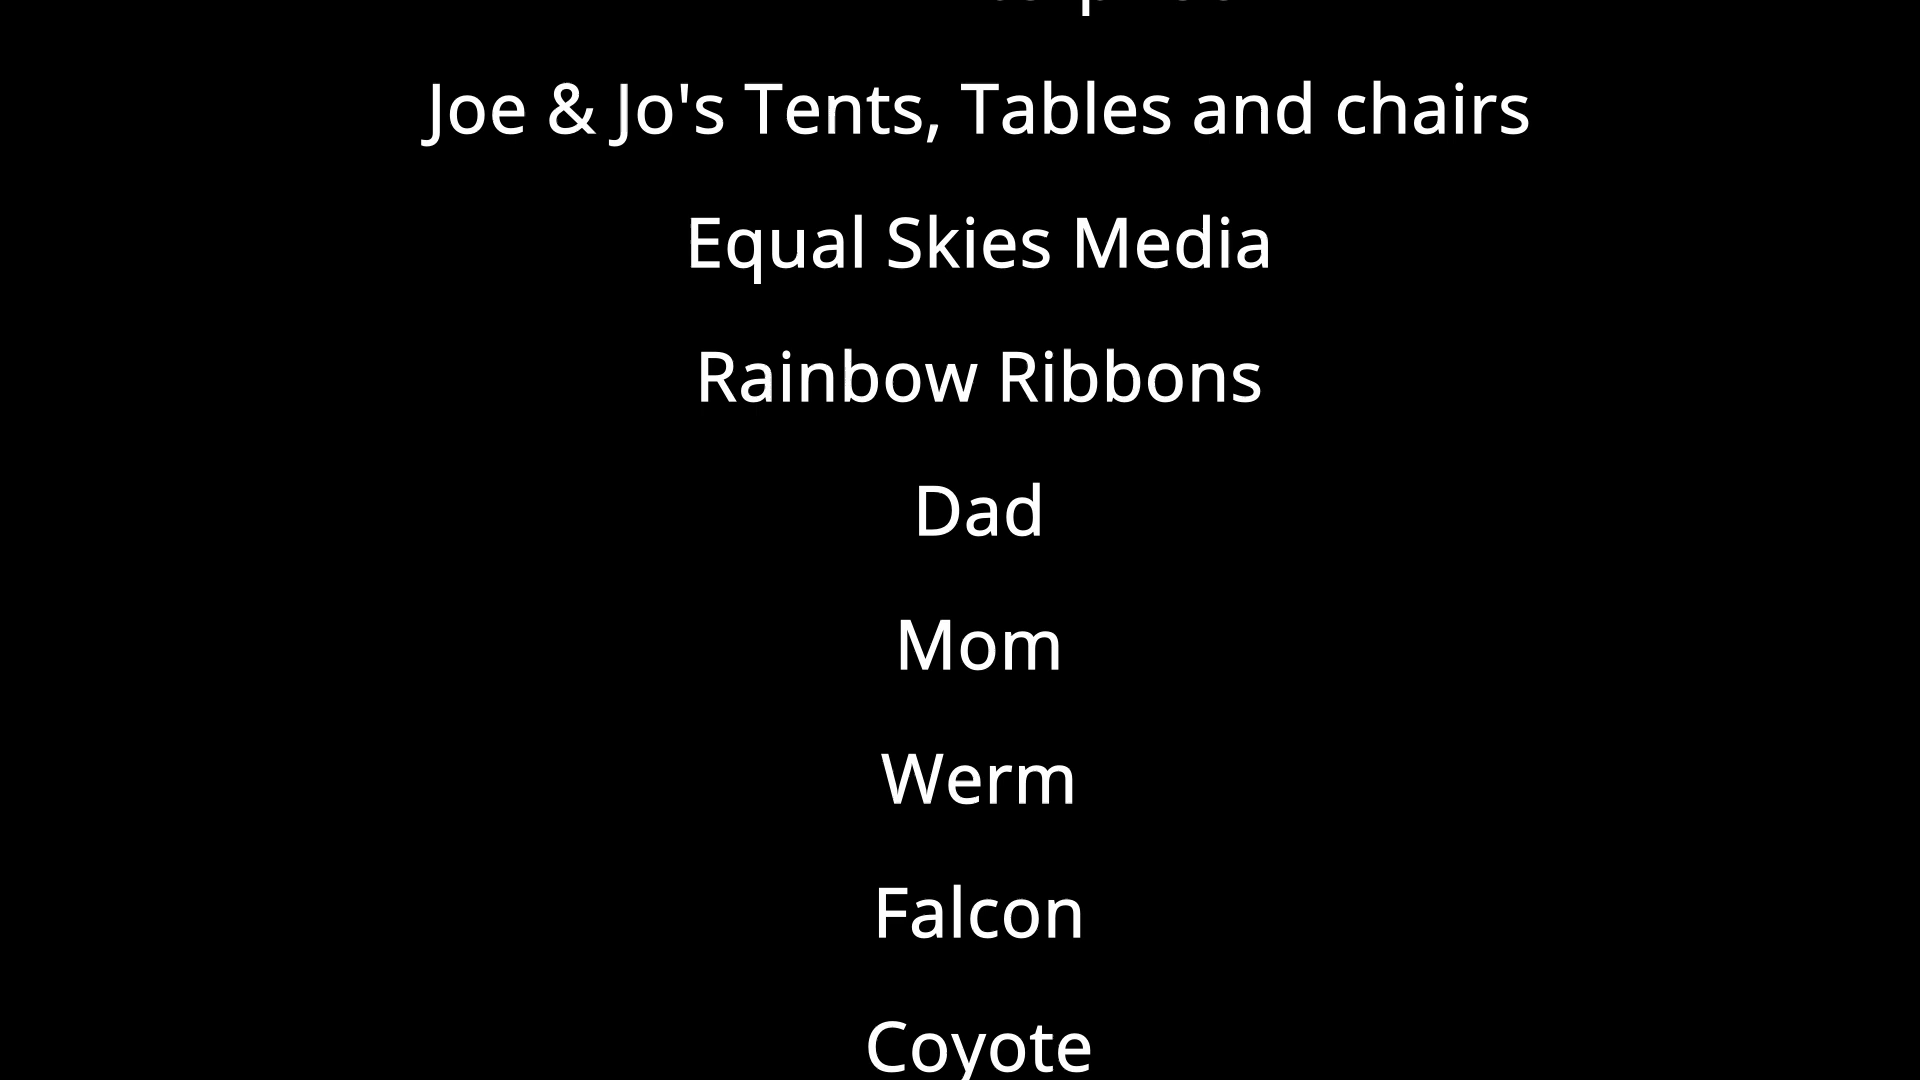 Joe & Jo's Tents, Tables and chairs
Equal Skies Media
Rainbow Ribbons
Dad
Mom
Werm
Falcon
Coyote